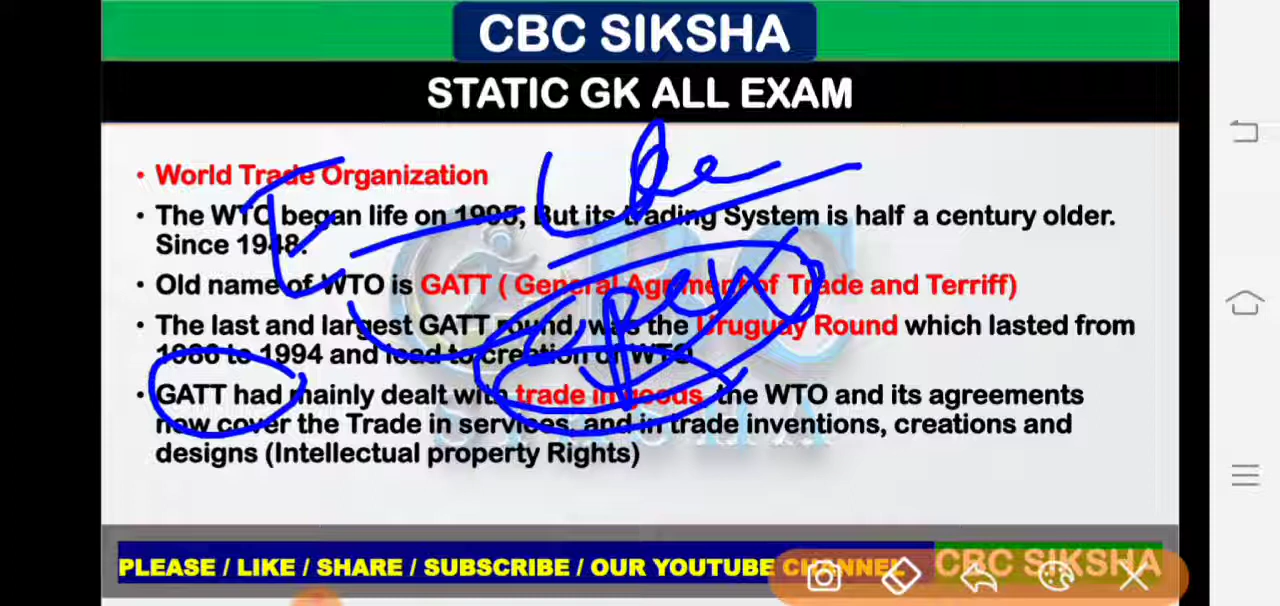 CBC SIKSHA
STATIC GK ALL EXAM
• World Trade Organization
• The WTO began life on 1995, But its trading System is half a century older.
Since 1948.
• Old name of WTO is GATT ( General Agrment of Trade and Terriff)
• The last and largest GATT round, was the Uruguay Round which lasted from
1986 to 1994 and lead to creation of WTO
• GATT had mainly dealt with trade in goods, the WTO and its agreements
now cover the Trade in services, and in trade inventions, creations and
designs (Intellectual property Rights)
PLEASE / LIKE / SHARE / SUBSCRIBE / OUR YOUTUBE CHANNEL CBC SIKSHA